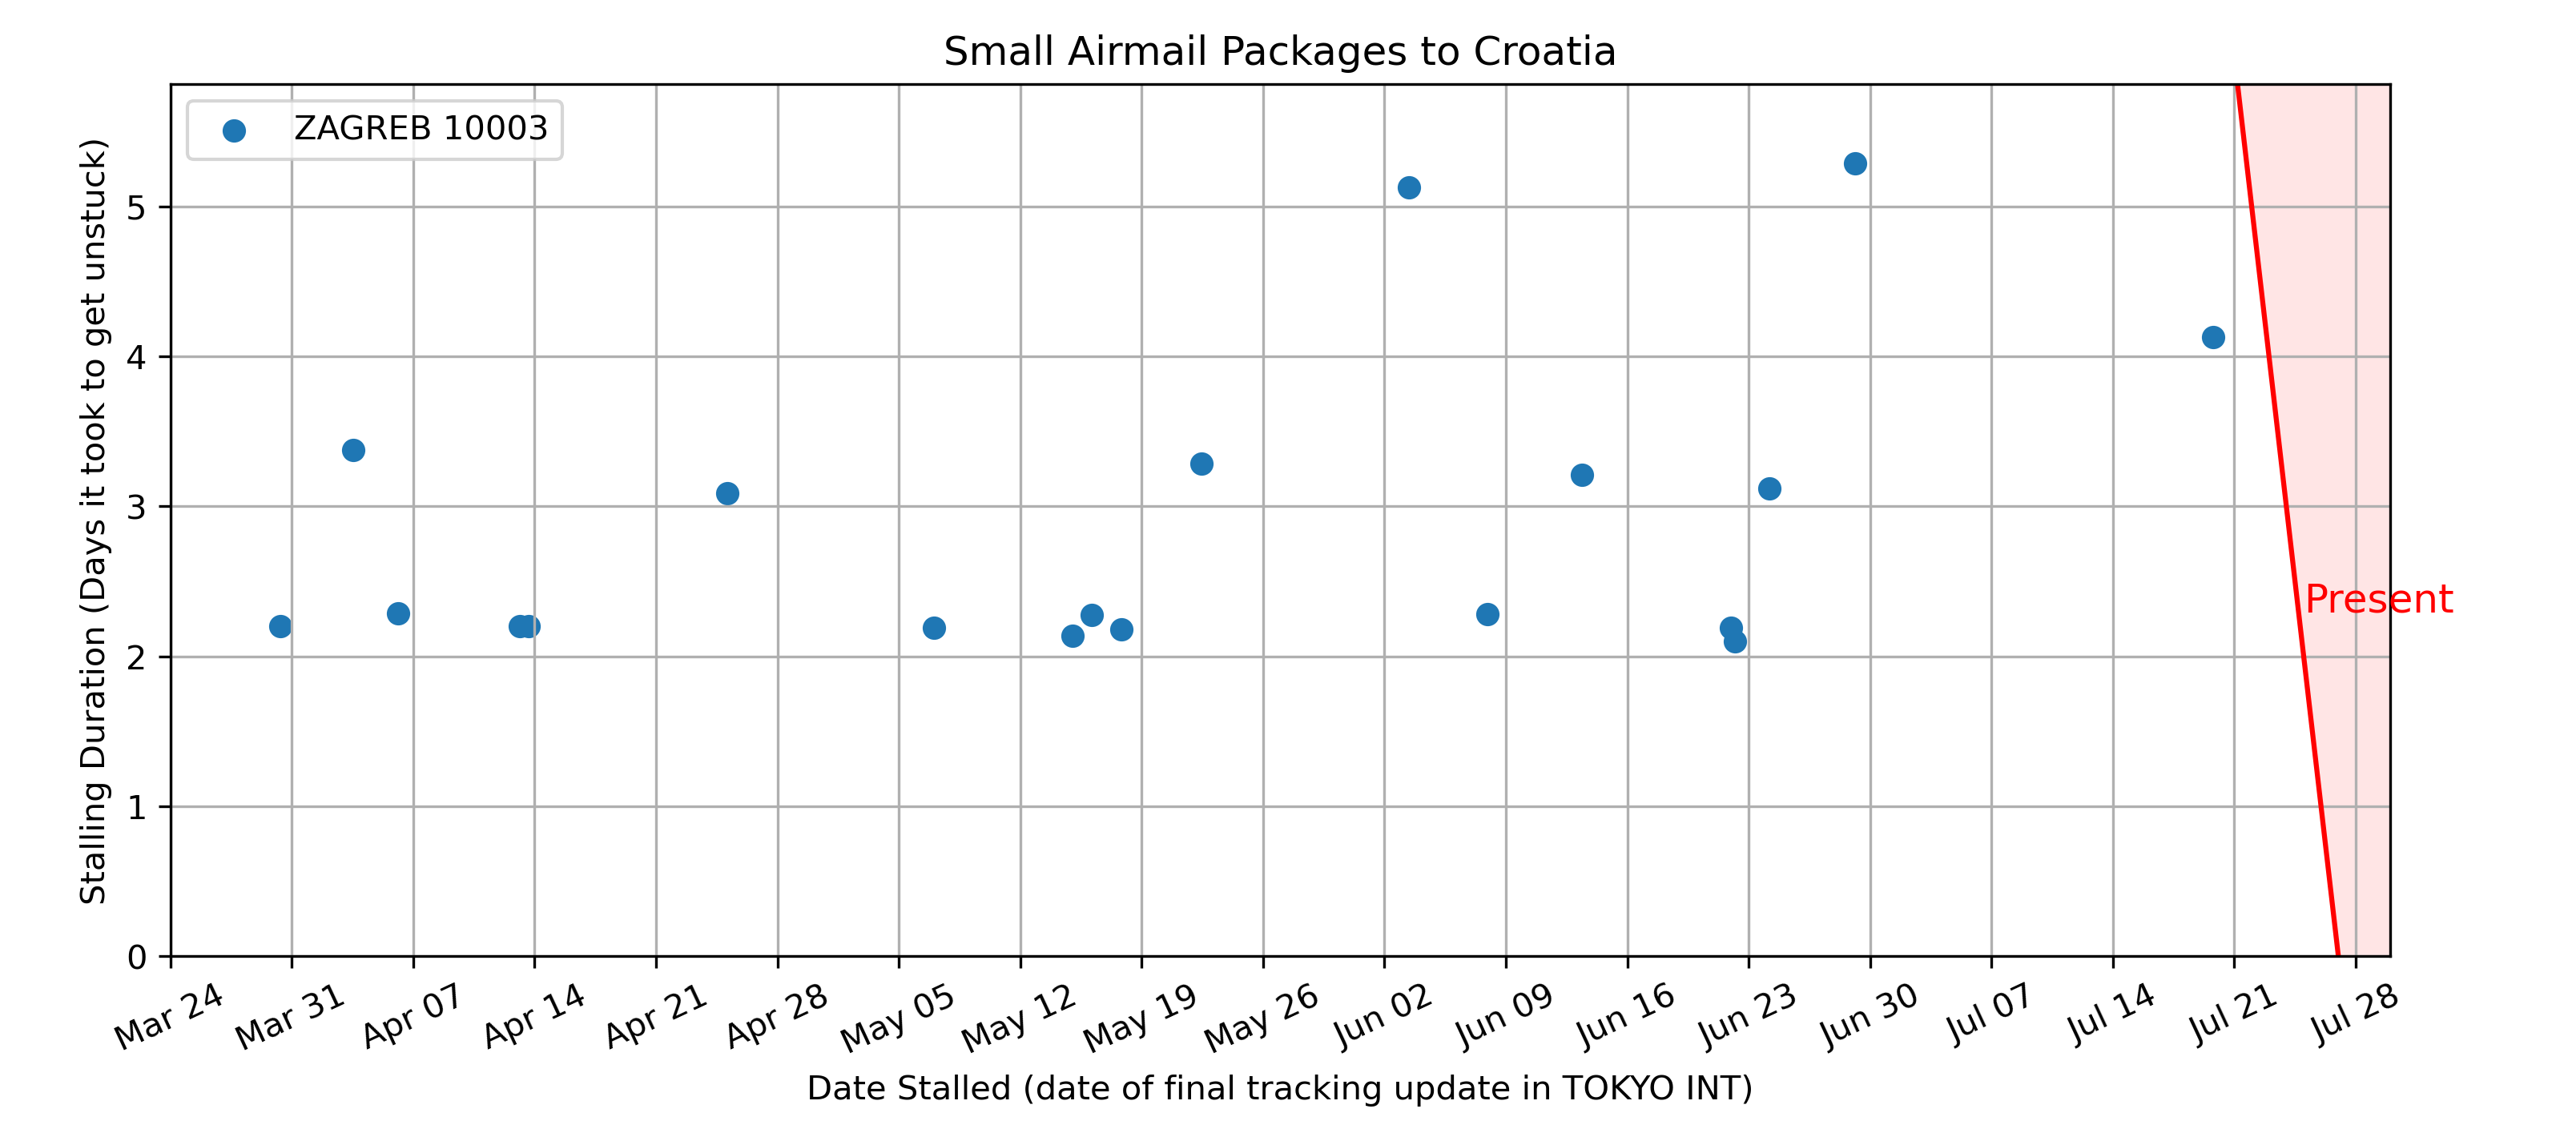 Small Airmail Packages to Croatia
ZAGREB 10003
Stalling Duration (Days it took to get unstuck)
5
4
3
2
1
0
Present
Mar 24 Mar 31 Apr 07 Apr 14 Apr 21 Apr 28 May 05 May 12 May 19 May 26 Jun 02 Jun 09 Jun 16 Jun 23 Jun 30 Jul 07 Jul 14 Jul 21 Jul 28
Date Stalled (date of final tracking update in TOKYO INT)